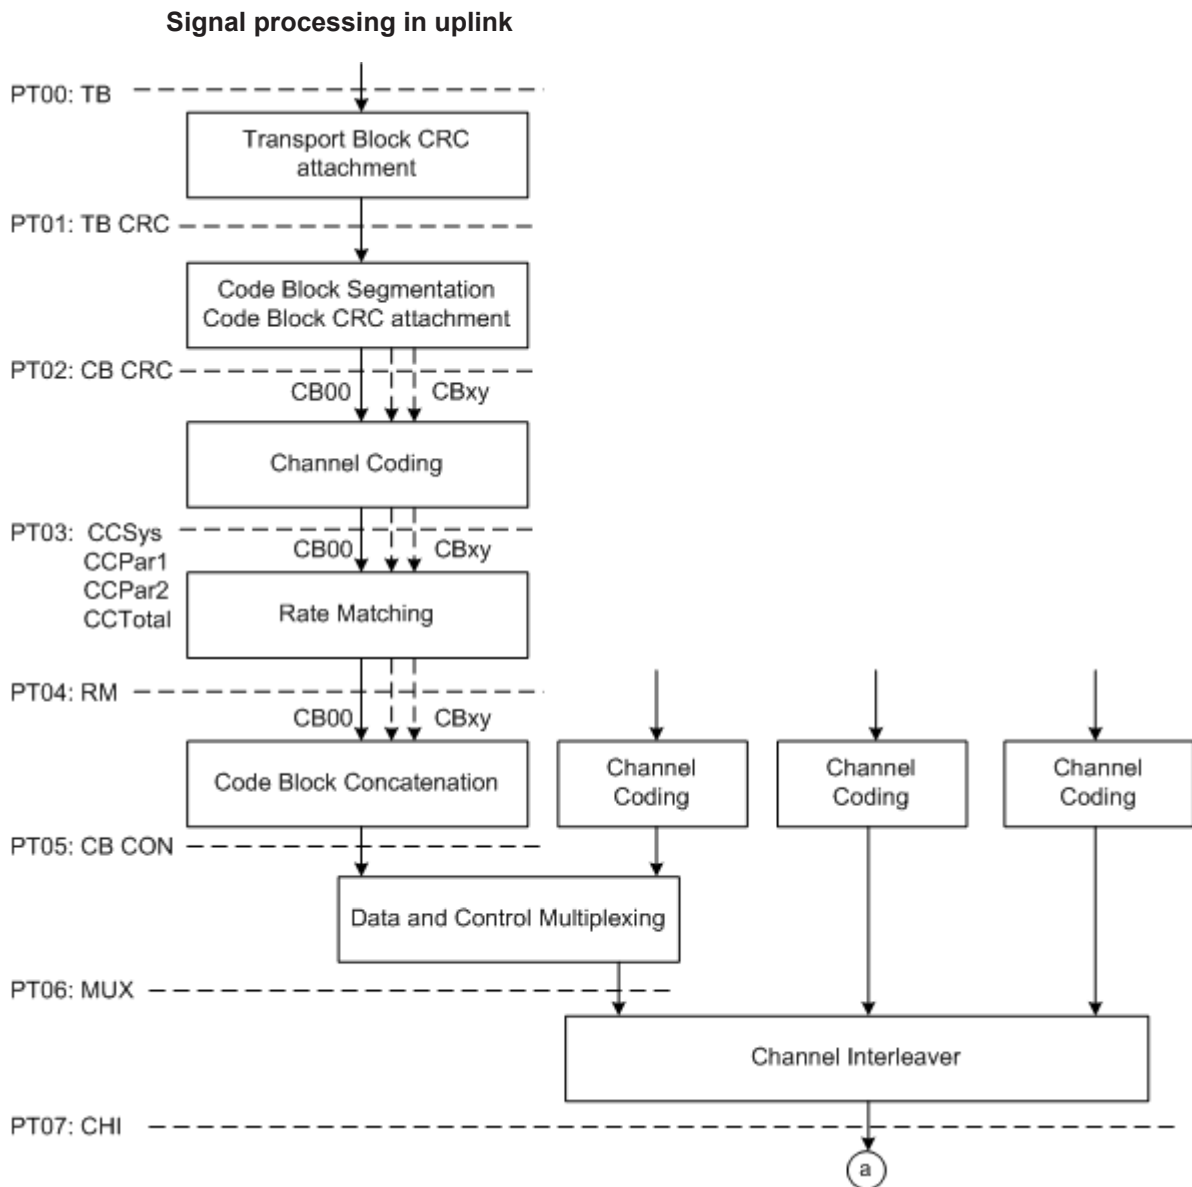 Signal processing in uplink
PT00: TB
Transport Block CRC
attachment
PT01: TB CRC
Code Block Segmentation
Code Block CRC attachment
PT02: CB CRC
CB00
CBxy
Channel Coding
PT03: CCSys
CCPar1
CCPar2
CCTotal
CB00
CBxy
Rate Matching
PT04: RM
CB00
CBxy
Code Block Concatenation
Channel
Coding
Channel
Coding
Channel
Coding
PT05: CB CON
Data and Control Multiplexing
PT06: MUX
Channel Interleaver
PT07: CHI
a